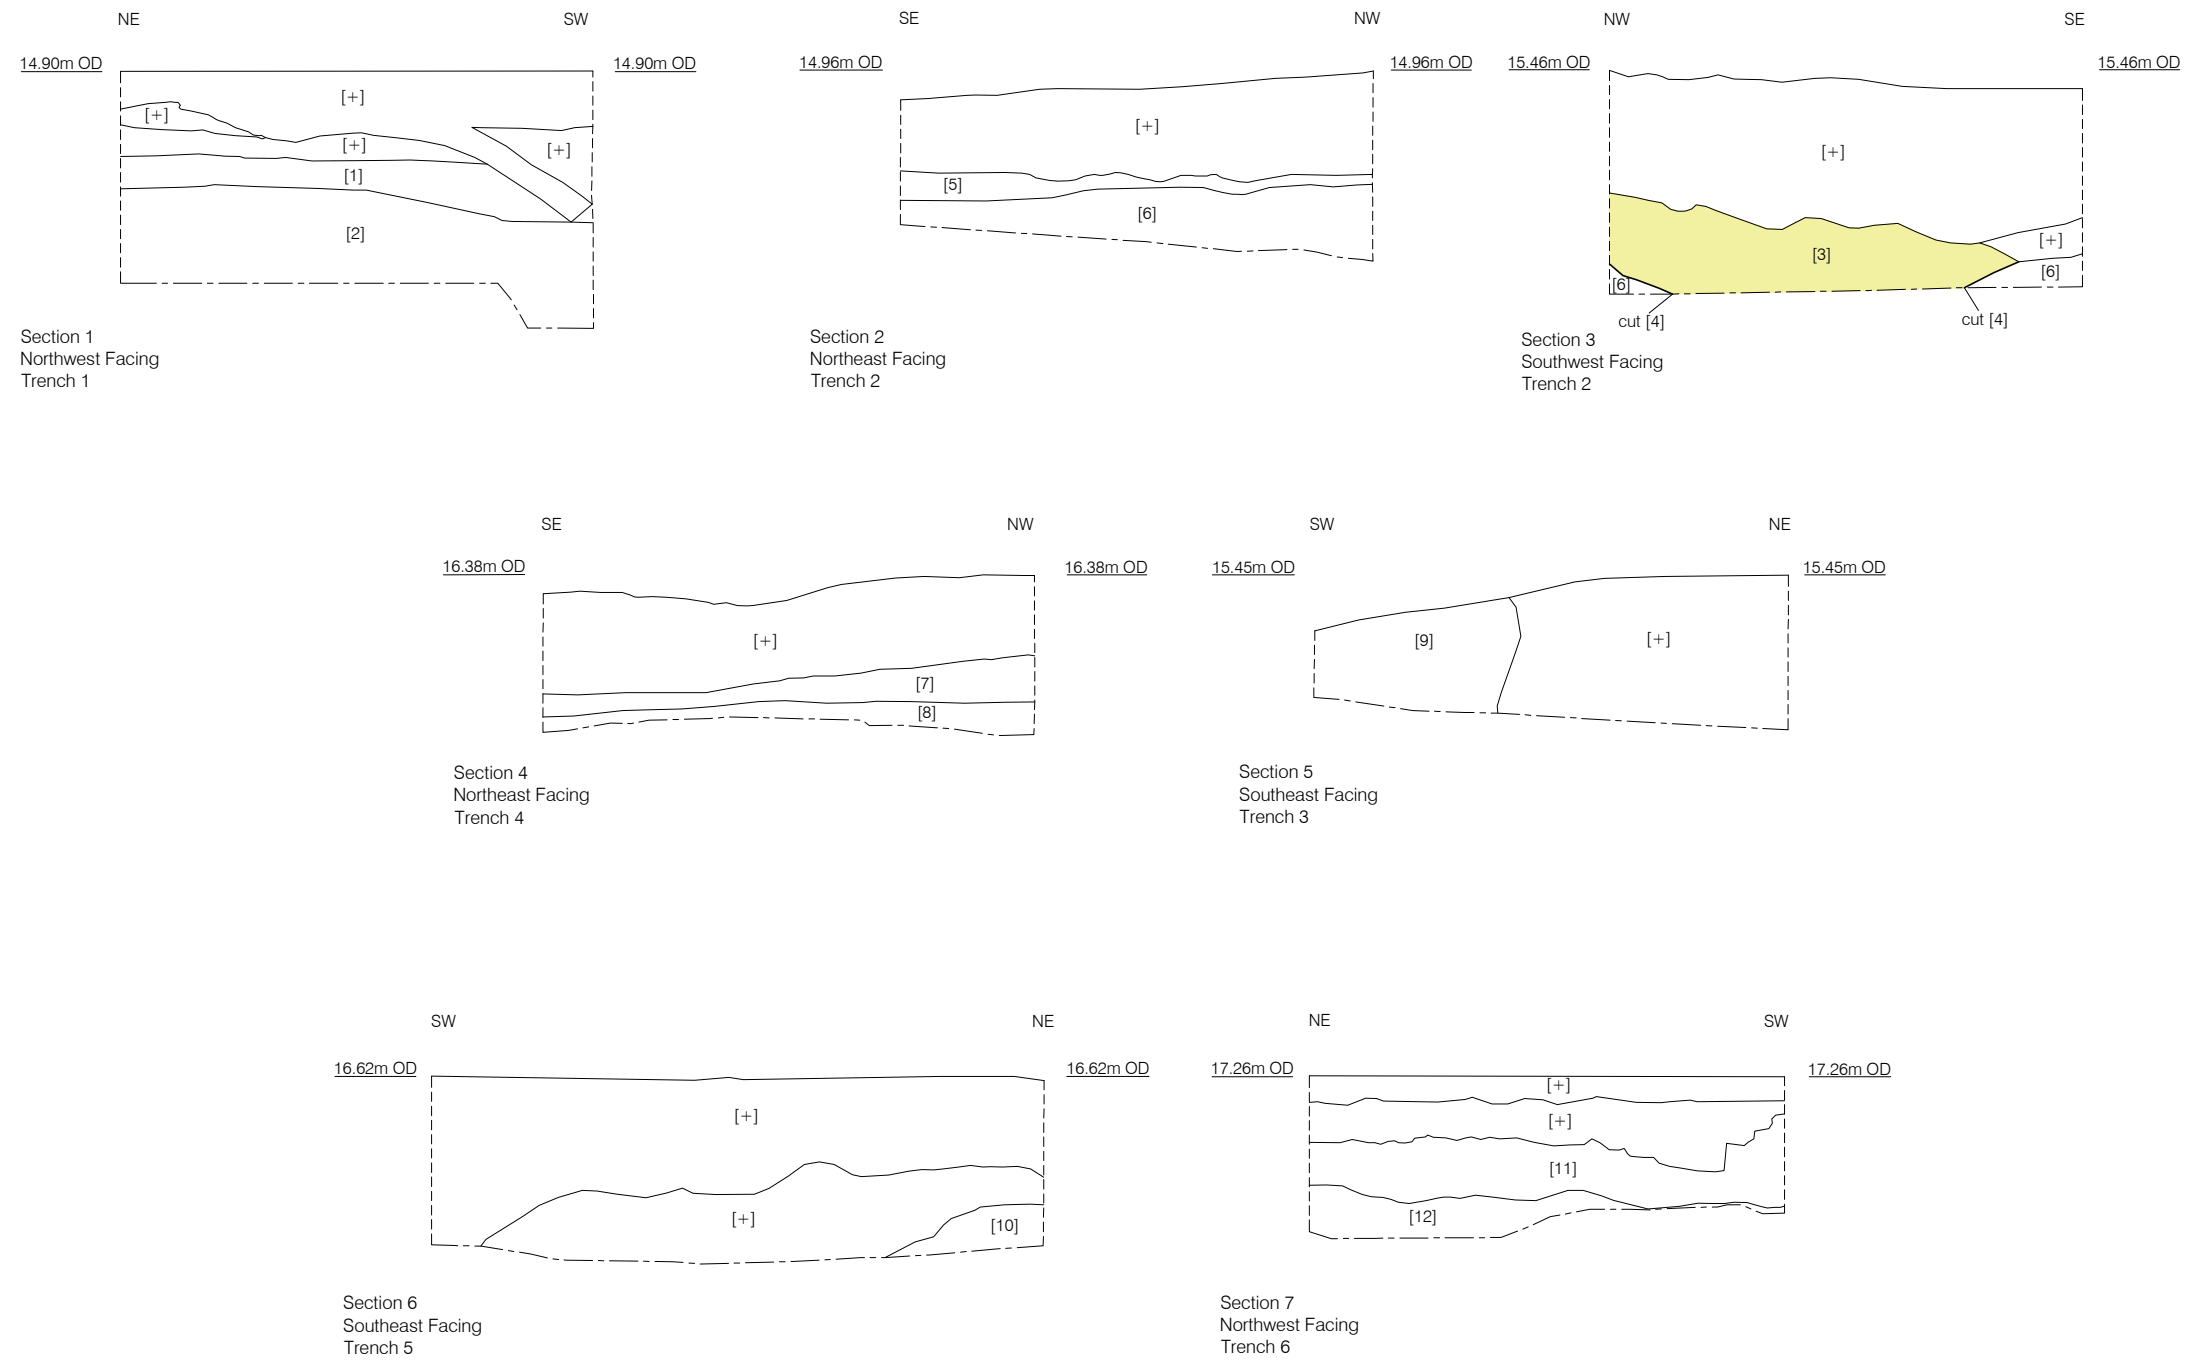 NE SW
14.90m OD 14.90m OD
[+]
[+]
[+]
[+]
[1]
[2]
Section 1
Northwest Facing
Trench 1
SE NW
14.96m OD 14.96m OD
[+]
[5]
[6]
Section 2
Northeast Facing
Trench 2
NW SE
15.46m OD 15.46m OD
[+]
[+]
[3]
[6]
[6]
cut [4] cut [4]
Section 3
Southwest Facing
Trench 2
SE NW
16.38m OD 16.38m OD
[+]
[7]
[8]
Section 4
Northeast Facing
Trench 4
SW NE
15.45m OD 15.45m OD
[9] [+]
Section 5
Southeast Facing
Trench 3
SW NE
16.62m OD 16.62m OD
[+]
[+]
[10]
Section 6
Southeast Facing
Trench 5
NE SW
17.26m OD 17.26m OD
[+]
[+]
[11]
[12]
Section 7
Northwest Facing
Trench 6